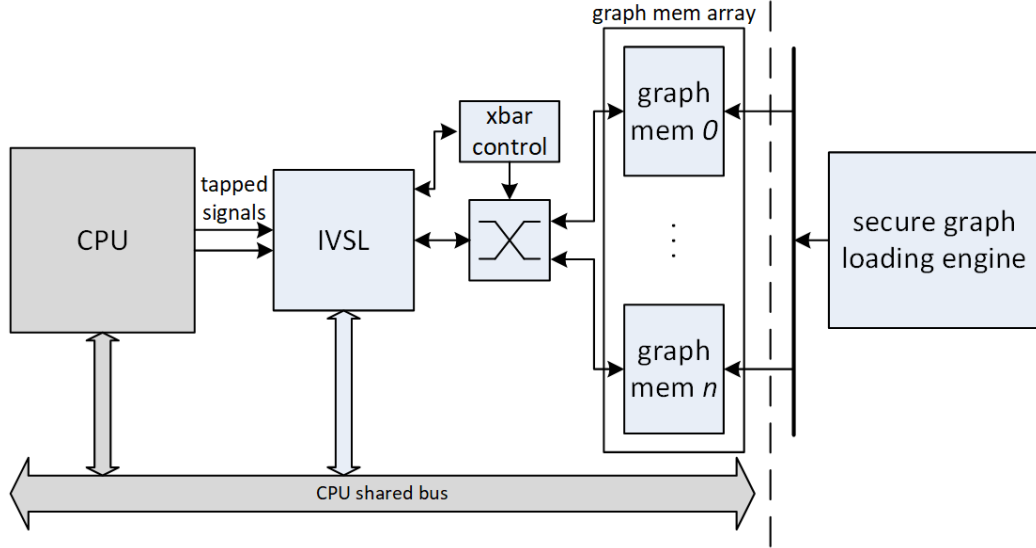 graph mem array
graph
mem 0
xbar
control
tapped
signals
CPU
IVSL
secure graph
loading engine
graph
mem n
CPU shared bus